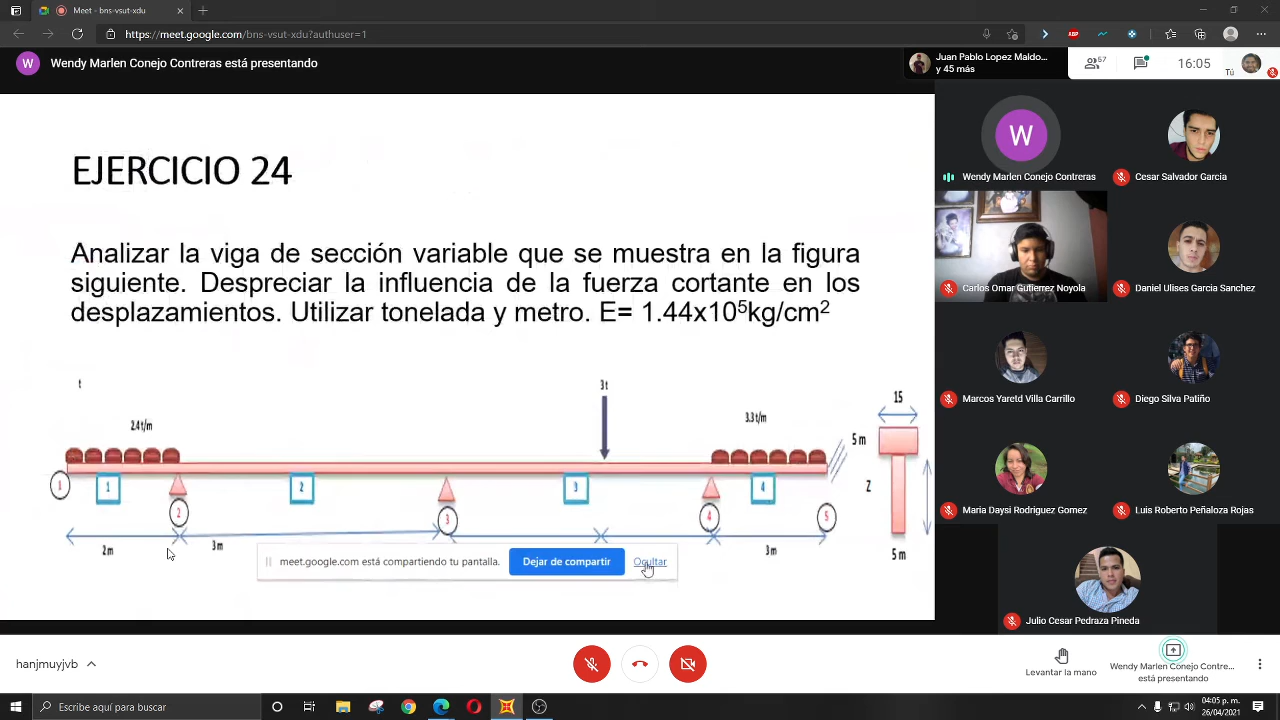 Meet - bns-vsut-xdu
https://meet.google.com/bns-vsut-xdu?authuser=1
ABP
W
Wendy Marlen Conejo Contreras está presentando
Juan Pablo Lopez Maldo...
y 45 más
57
16:05
Tú
EJERCICIO 24
Analizar la viga de sección variable que se muestra en la figura
siguiente. Despreciar la influencia de la fuerza cortante en los
desplazamientos. Utilizar tonelada y metro. E= 1.44x10⁵kg/cm²
t
2.4t/m
3t
3.3t/m
15
5 m
Z
5 m
1
1
2
2
3
3
4
4
5
2m
3m
3m
meet.google.com está compartiendo tu pantalla.
Dejar de compartir
Ocultar
W
Wendy Marlen Conejo Contreras
Cesar Salvador Garcia
Carlos Omar Gutierrez Noyola
Daniel Ulises Garcia Sanchez
Marcos Yaretd Villa Carrillo
Diego Silva Patiño
Maria Daysi Rodriguez Gomez
Luis Roberto Peñaloza Rojas
Julio Cesar Pedraza Pineda
hanjmuyjvb
Levantar la mano
Wendy Marlen Conejo Contre...
está presentando
Escribe aquí para buscar
04:05 p. m.
26/04/2021